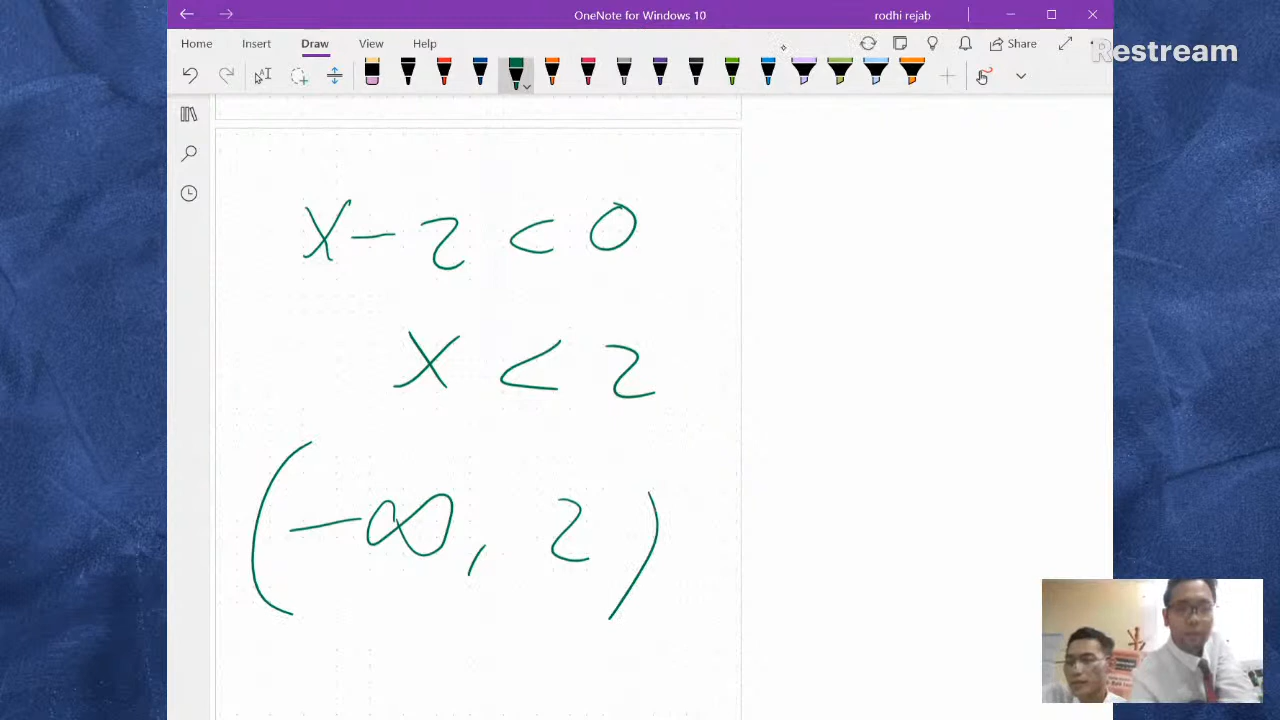 OneNote for Windows 10
rodhi rejab
Home Insert Draw View Help
Share
Restream
x - 2 < 0
x < 2
(-∞, 2)